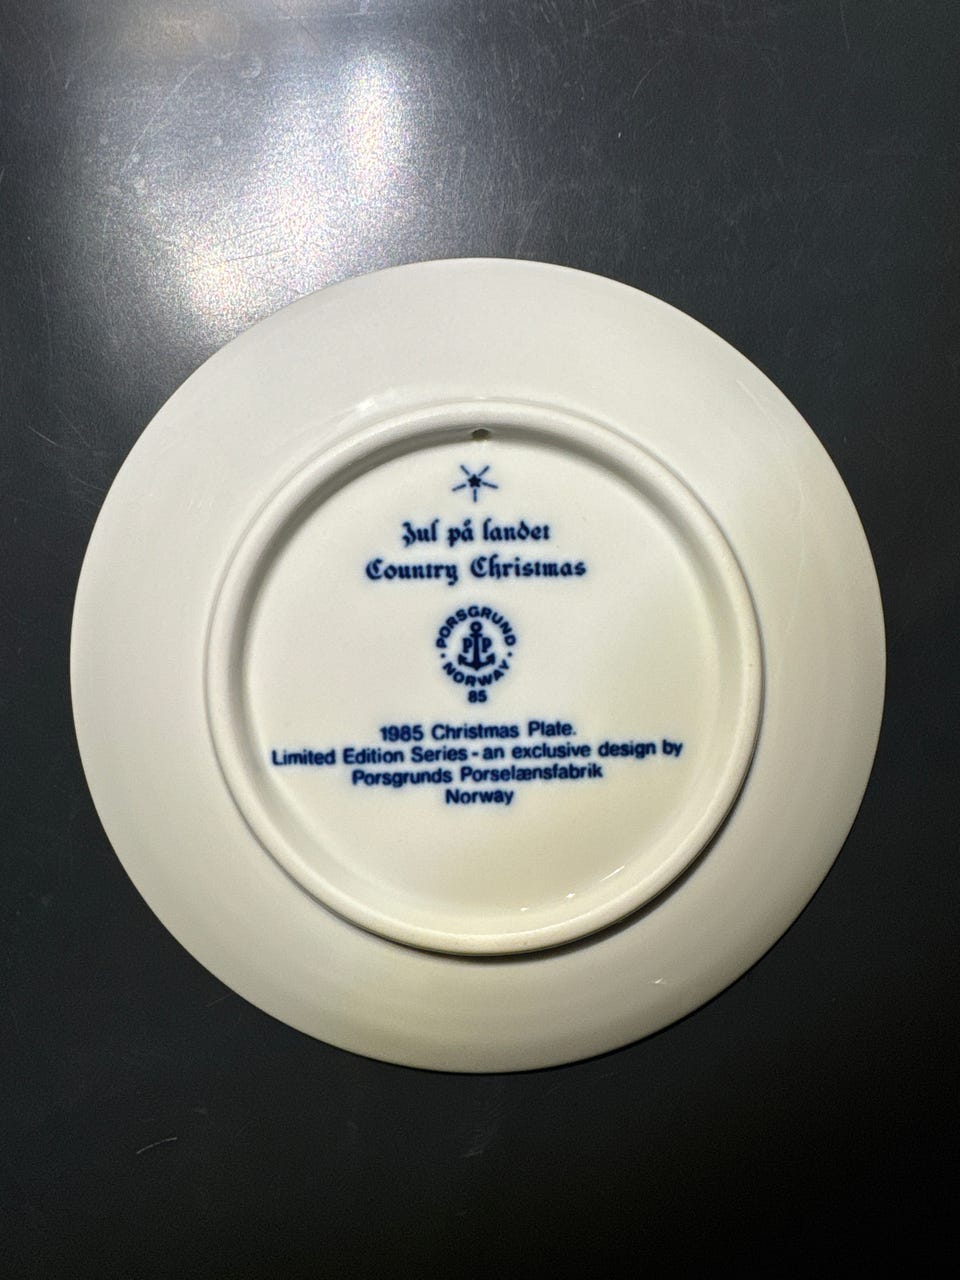 Jul på landet
Country Christmas
PORSGRUND
PP
· NORWAY ·
85
1985 Christmas Plate.
Limited Edition Series - an exclusive design by
Porsgrunds Porselænsfabrik
Norway